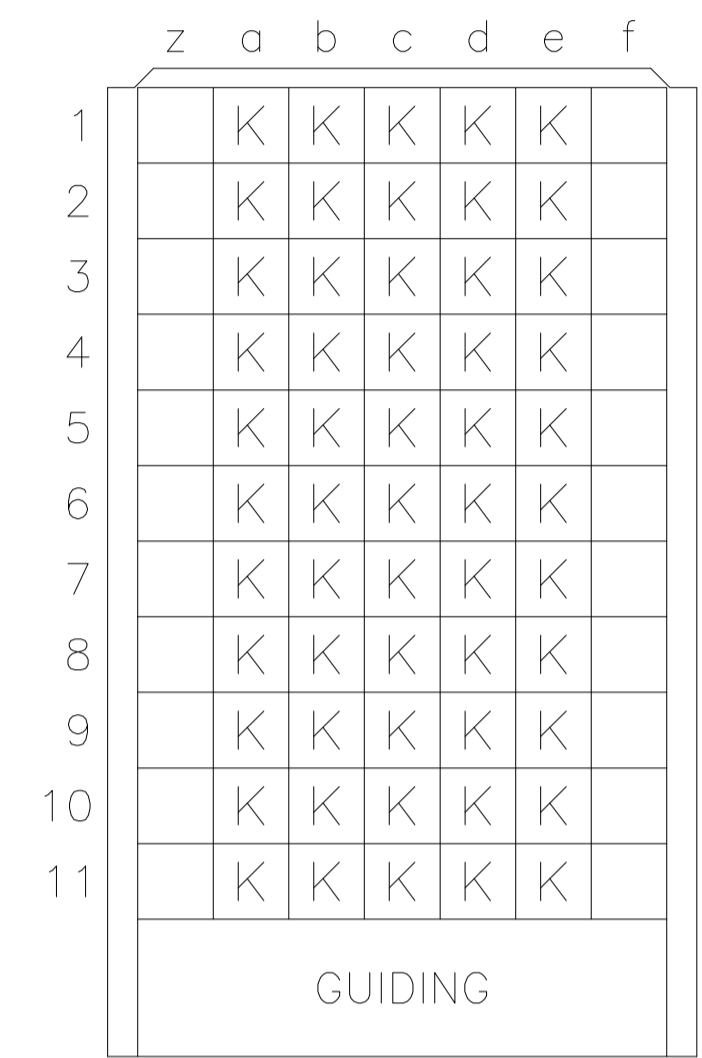 z a b c d e f
1 K K K K K
2 K K K K K
3 K K K K K
4 K K K K K
5 K K K K K
6 K K K K K
7 K K K K K
8 K K K K K
9 K K K K K
10 K K K K K
11 K K K K K
GUIDING